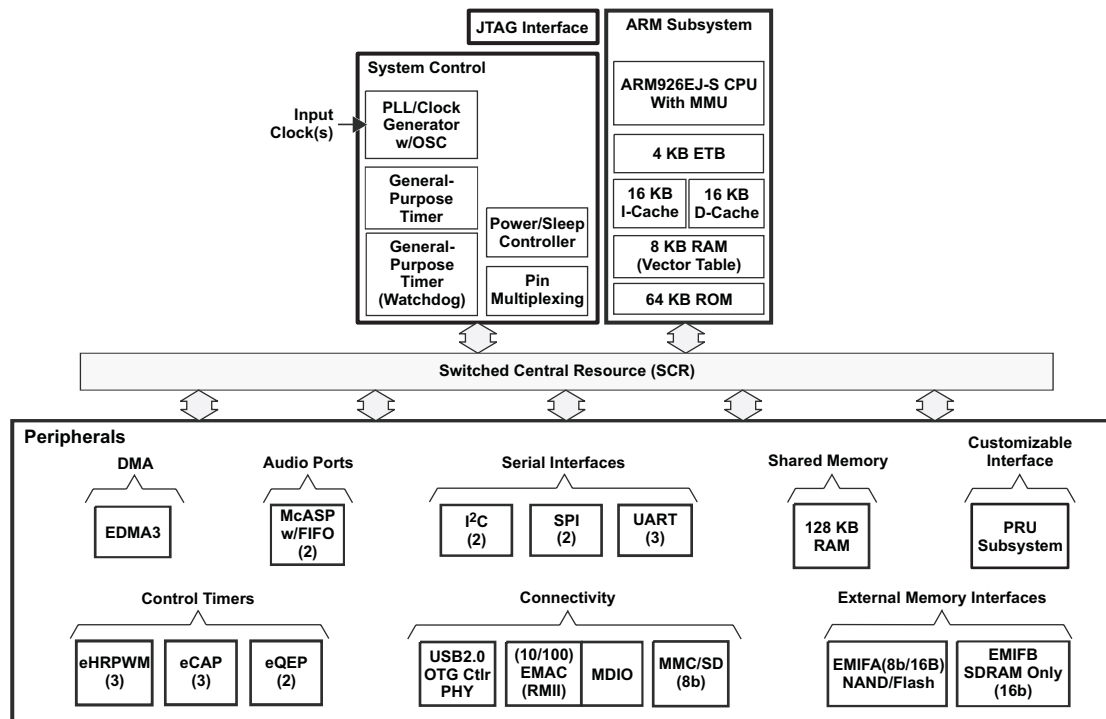 JTAG Interface
ARM Subsystem
System Control
Input
Clock(s)
PLL/Clock
Generator
w/OSC
General-
Purpose
Timer
General-
Purpose
Timer
(Watchdog)
Power/Sleep
Controller
Pin
Multiplexing
ARM926EJ-S CPU
With MMU
4 KB ETB
16 KB
I-Cache
16 KB
D-Cache
8 KB RAM
(Vector Table)
64 KB ROM
Switched Central Resource (SCR)
Peripherals
DMA
EDMA3
Audio Ports
McASP
w/FIFO
(2)
Serial Interfaces
I²C
(2)
SPI
(2)
UART
(3)
Shared Memory
128 KB
RAM
Customizable
Interface
PRU
Subsystem
Control Timers
eHRPWM
(3)
eCAP
(3)
eQEP
(2)
Connectivity
USB2.0
OTG Ctlr
PHY
(10/100)
EMAC
(RMII)
MDIO
MMC/SD
(8b)
External Memory Interfaces
EMIFA(8b/16B)
NAND/Flash
EMIFB
SDRAM Only
(16b)